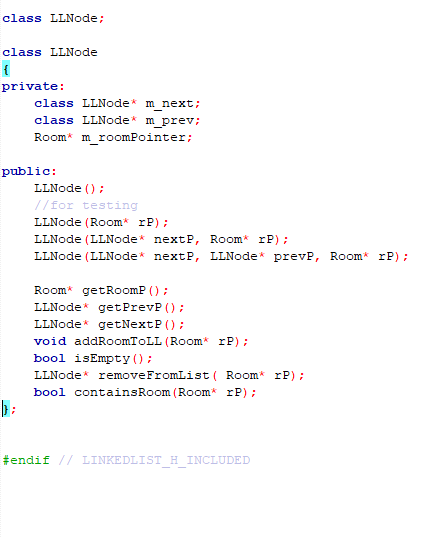 class LLNode;
class LLNode
{
private:
    class LLNode* m_next;
    class LLNode* m_prev;
    Room* m_roomPointer;
public:
    LLNode();
    //for testing
    LLNode(Room* rP);
    LLNode(LLNode* nextP, Room* rP);
    LLNode(LLNode* nextP, LLNode* prevP, Room* rP);
    Room* getRoomP();
    LLNode* getPrevP();
    LLNode* getNextP();
    void addRoomToLL(Room* rP);
    bool isEmpty();
    LLNode* removeFromList( Room* rP);
    bool containsRoom(Room* rP);
};
#endif // LINKEDLIST_H_INCLUDED